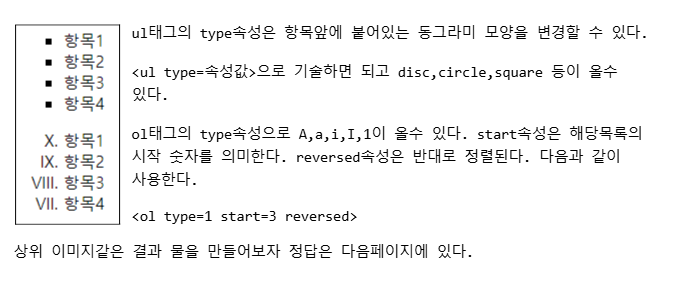 ■ 항목1
■ 항목2
■ 항목3
■ 항목4
X. 항목1
IX. 항목2
VIII. 항목3
VII. 항목4
ul태그의 type속성은 항목앞에 붙어있는 동그라미 모양을 변경할 수 있다.
<ul type=속성값>으로 기술하면 되고 disc,circle,square 등이 올수
있다.
ol태그의 type속성으로 A,a,i,I,1이 올수 있다. start속성은 해당목록의
시작 숫자를 의미한다. reversed속성은 반대로 정렬된다. 다음과 같이
사용한다.
<ol type=1 start=3 reversed>
상위 이미지같은 결과 물을 만들어보자 정답은 다음페이지에 있다.